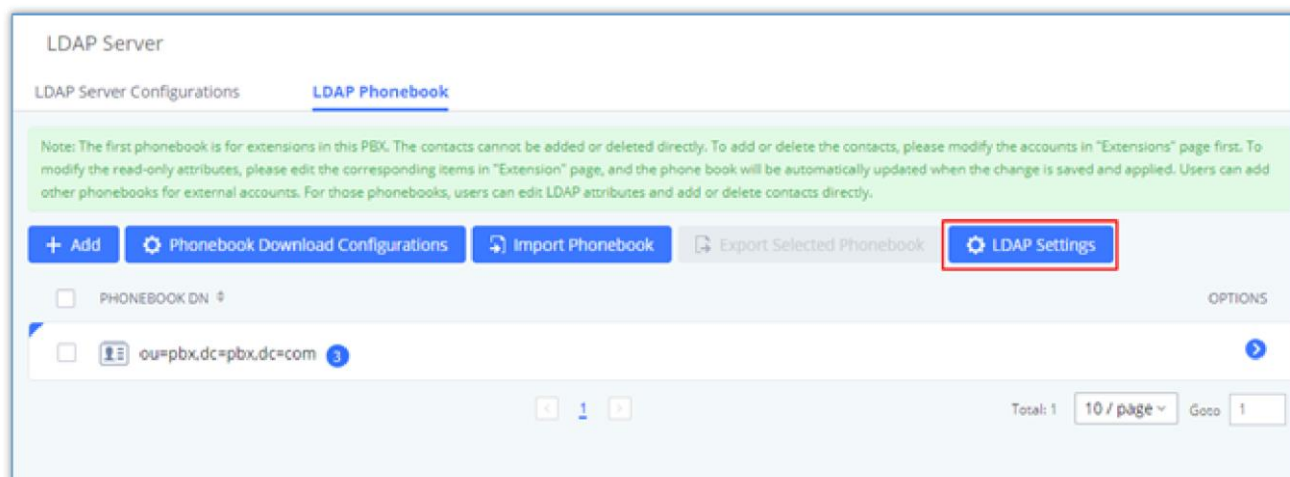 LDAP Server
LDAP Server Configurations LDAP Phonebook
Note: The first phonebook is for extensions in this PBX. The contacts cannot be added or deleted directly. To add or delete the contacts, please modify the accounts in "Extensions" page first. To
modify the read-only attributes, please edit the corresponding items in "Extension" page, and the phone book will be automatically updated when the change is saved and applied. Users can add
other phonebooks for external accounts. For those phonebooks, users can edit LDAP attributes and add or delete contacts directly.
+ Add Phonebook Download Configurations Import Phonebook Export Selected Phonebook LDAP Settings
PHONEBOOK DN OPTIONS
ou=pbx,dc=pbx,dc=com 3
< 1 > Total: 1 10 / page Goto 1